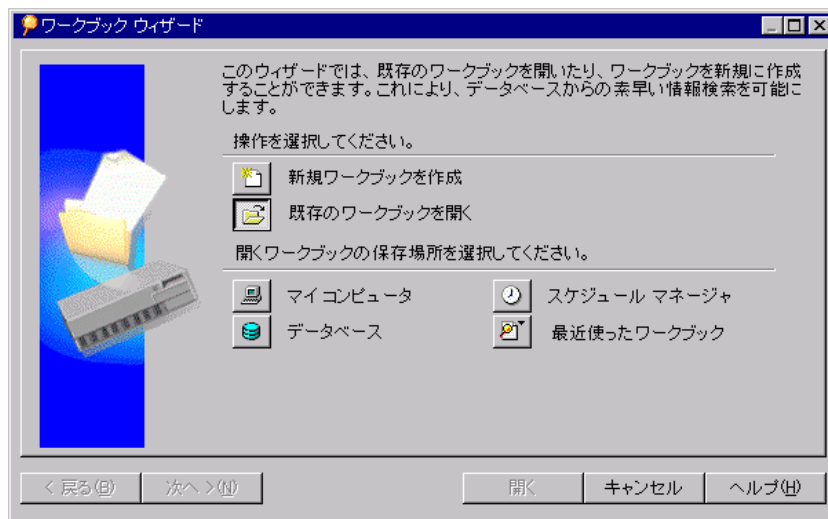 ワークブック ウィザード
このウィザードでは、既存のワークブックを開いたり、ワークブックを新規に作成
することができます。これにより、データベースからの素早い情報検索を可能に
します。
操作を選択してください。
新規ワークブックを作成
既存のワークブックを開く
開くワークブックの保存場所を選択してください。
マイコンピュータ
スケジュール マネージャ
データベース
最近使ったワークブック
< 戻る(B)
次へ >(N)
開く
キャンセル
ヘルプ(H)